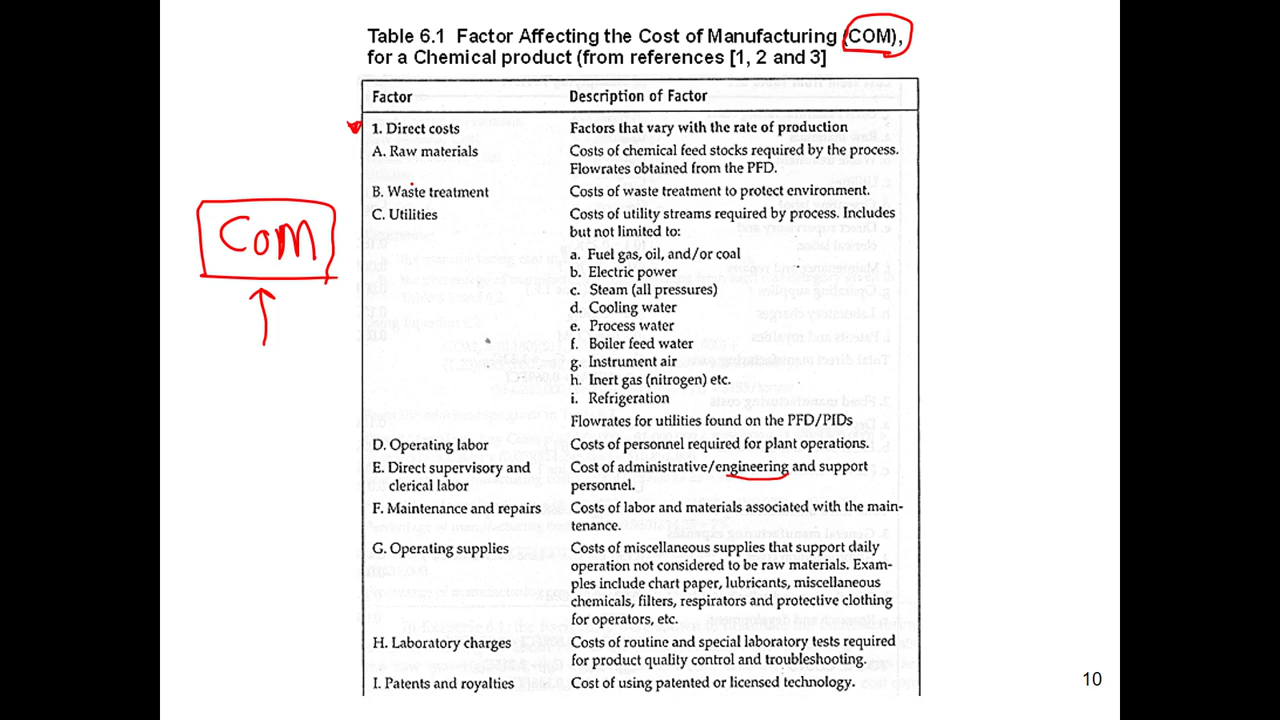 Table 6.1 Factor Affecting the Cost of Manufacturing (COM),
for a Chemical product (from references [1, 2 and 3]
Factor Description of Factor
1. Direct costs Factors that vary with the rate of production
A. Raw materials Costs of chemical feed stocks required by the process.
Flowrates obtained from the PFD.
B. Waste treatment Costs of waste treatment to protect environment.
C. Utilities Costs of utility streams required by process. Includes
but not limited to:
COM
a. Fuel gas, oil, and/or coal
b. Electric power
c. Steam (all pressures)
d. Cooling water
e. Process water
f. Boiler feed water
g. Instrument air
h. Inert gas (nitrogen) etc.
i. Refrigeration
Flowrates for utilities found on the PFD/PIDs
D. Operating labor Costs of personnel required for plant operations.
E. Direct supervisory and Cost of administrative/engineering and support
clerical labor personnel.
F. Maintenance and repairs Costs of labor and materials associated with the main-
tenance.
G. Operating supplies Costs of miscellaneous supplies that support daily
operation not considered to be raw materials. Exam-
ples include chart paper, lubricants, miscellaneous
chemicals, filters, respirators and protective clothing
for operators, etc.
H. Laboratory charges Costs of routine and special laboratory tests required
for product quality control and troubleshooting.
I. Patents and royalties Cost of using patented or licensed technology.
10